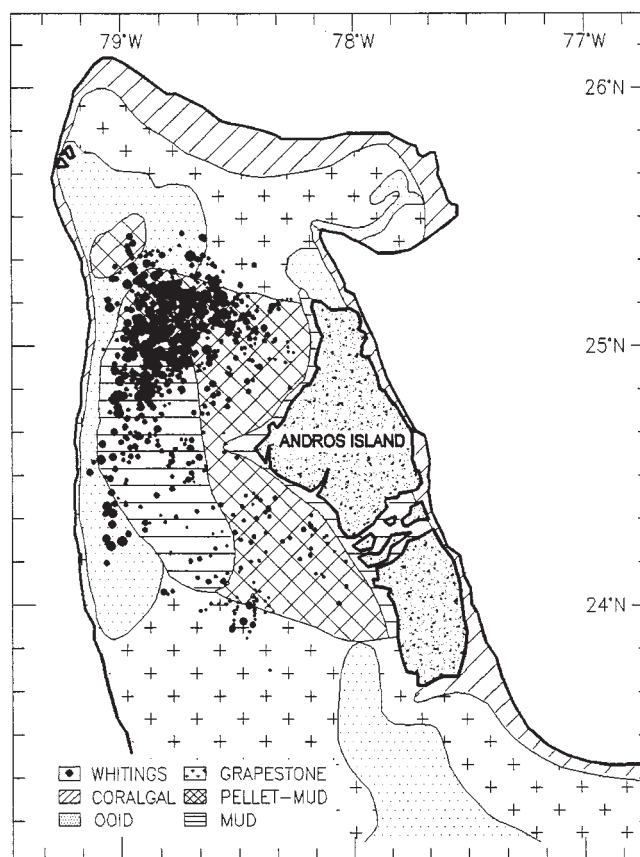 79°W 78°W 77°W
26°N
25°N
ANDROS ISLAND
24°N
WHITINGS GRAPESTONE
CORALGAL PELLET-MUD
OOID MUD